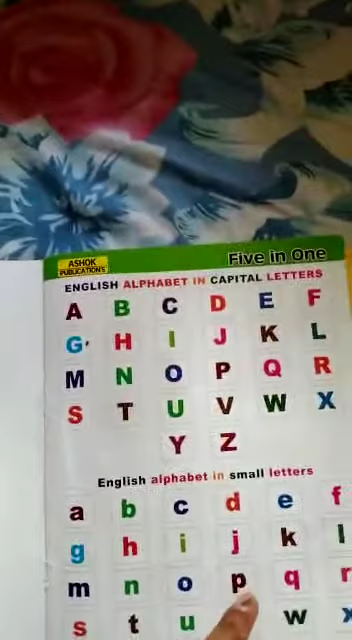 ASHOK
PUBLICATIONS
Five in One
ENGLISH ALPHABET IN CAPITAL LETTERS
A B C D E F
G H I J K L
M N O P Q R
S T U V W X
Y Z
English alphabet in small letters
a b c d e f
g h i j k l
m n o p q r
s t u w x